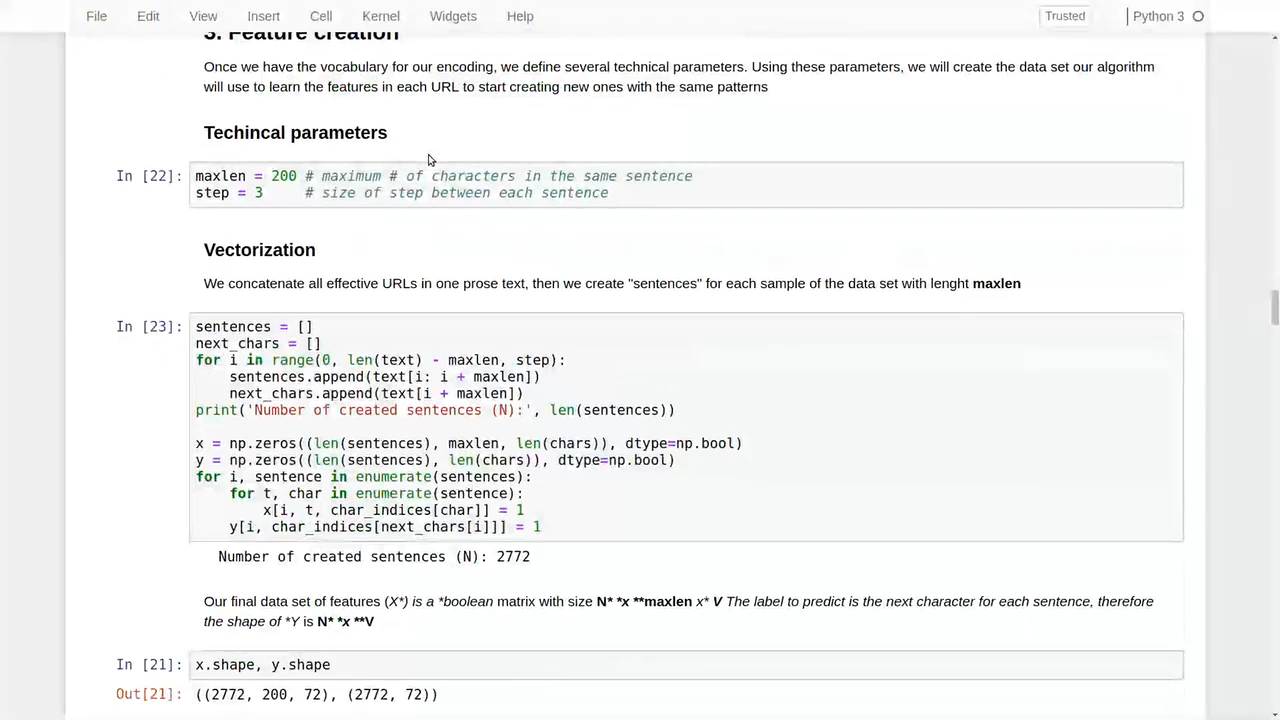 File Edit View Insert Cell Kernel Widgets Help Trusted Python 3
3. Feature creation
Once we have the vocabulary for our encoding, we define several technical parameters. Using these parameters, we will create the data set our algorithm
will use to learn the features in each URL to start creating new ones with the same patterns
Techincal parameters
In [22]: maxlen = 200 # maximum # of characters in the same sentence
step = 3 # size of step between each sentence
Vectorization
We concatenate all effective URLs in one prose text, then we create "sentences" for each sample of the data set with lenght maxlen
In [23]: sentences = []
next_chars = []
for i in range(0, len(text) - maxlen, step):
sentences.append(text[i: i + maxlen])
next_chars.append(text[i + maxlen])
print('Number of created sentences (N):', len(sentences))
x = np.zeros((len(sentences), maxlen, len(chars)), dtype=np.bool)
y = np.zeros((len(sentences), len(chars)), dtype=np.bool)
for i, sentence in enumerate(sentences):
for t, char in enumerate(sentence):
x[i, t, char_indices[char]] = 1
y[i, char_indices[next_chars[i]]] = 1
Number of created sentences (N): 2772
Our final data set of features (X*) is a *boolean matrix with size N* *x **maxlen x* V The label to predict is the next character for each sentence, therefore
the shape of *Y is N* *x **V
In [21]: x.shape, y.shape
Out[21]: ((2772, 200, 72), (2772, 72))